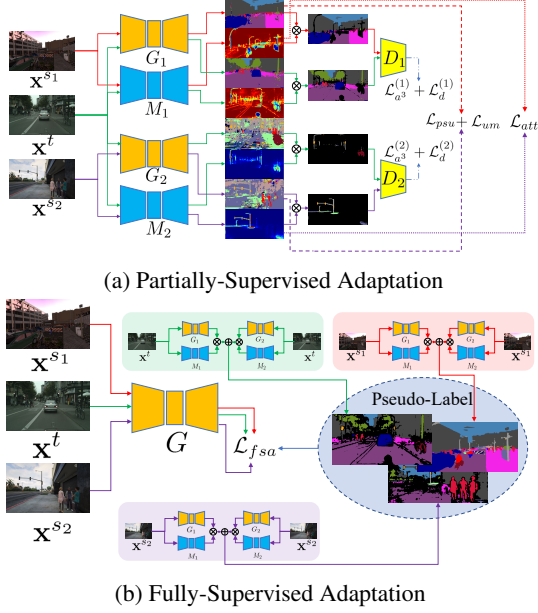 x^{s_1}
x^t
x^{s_2}
G_1
M_1
G_2
M_2
⊗
⊗
⊗
⊗
D_1
D_2
L_{a^3}^{(1)} + L_d^{(1)}
L_{psu} + L_{um}
L_{att}
L_{a^3}^{(2)} + L_d^{(2)}
(a) Partially-Supervised Adaptation
x^{s_1}
x^t
x^{s_2}
G
L_{fsa}
x^t
G_1
M_1
⊗ ⊕ ⊗
G_2
M_2
x^t
x^{s_1}
G_1
M_1
⊗ ⊕ ⊗
G_2
M_2
x^{s_1}
Pseudo-Label
x^{s_2}
G_1
M_1
⊗ ⊕ ⊗
G_2
M_2
x^{s_2}
(b) Fully-Supervised Adaptation